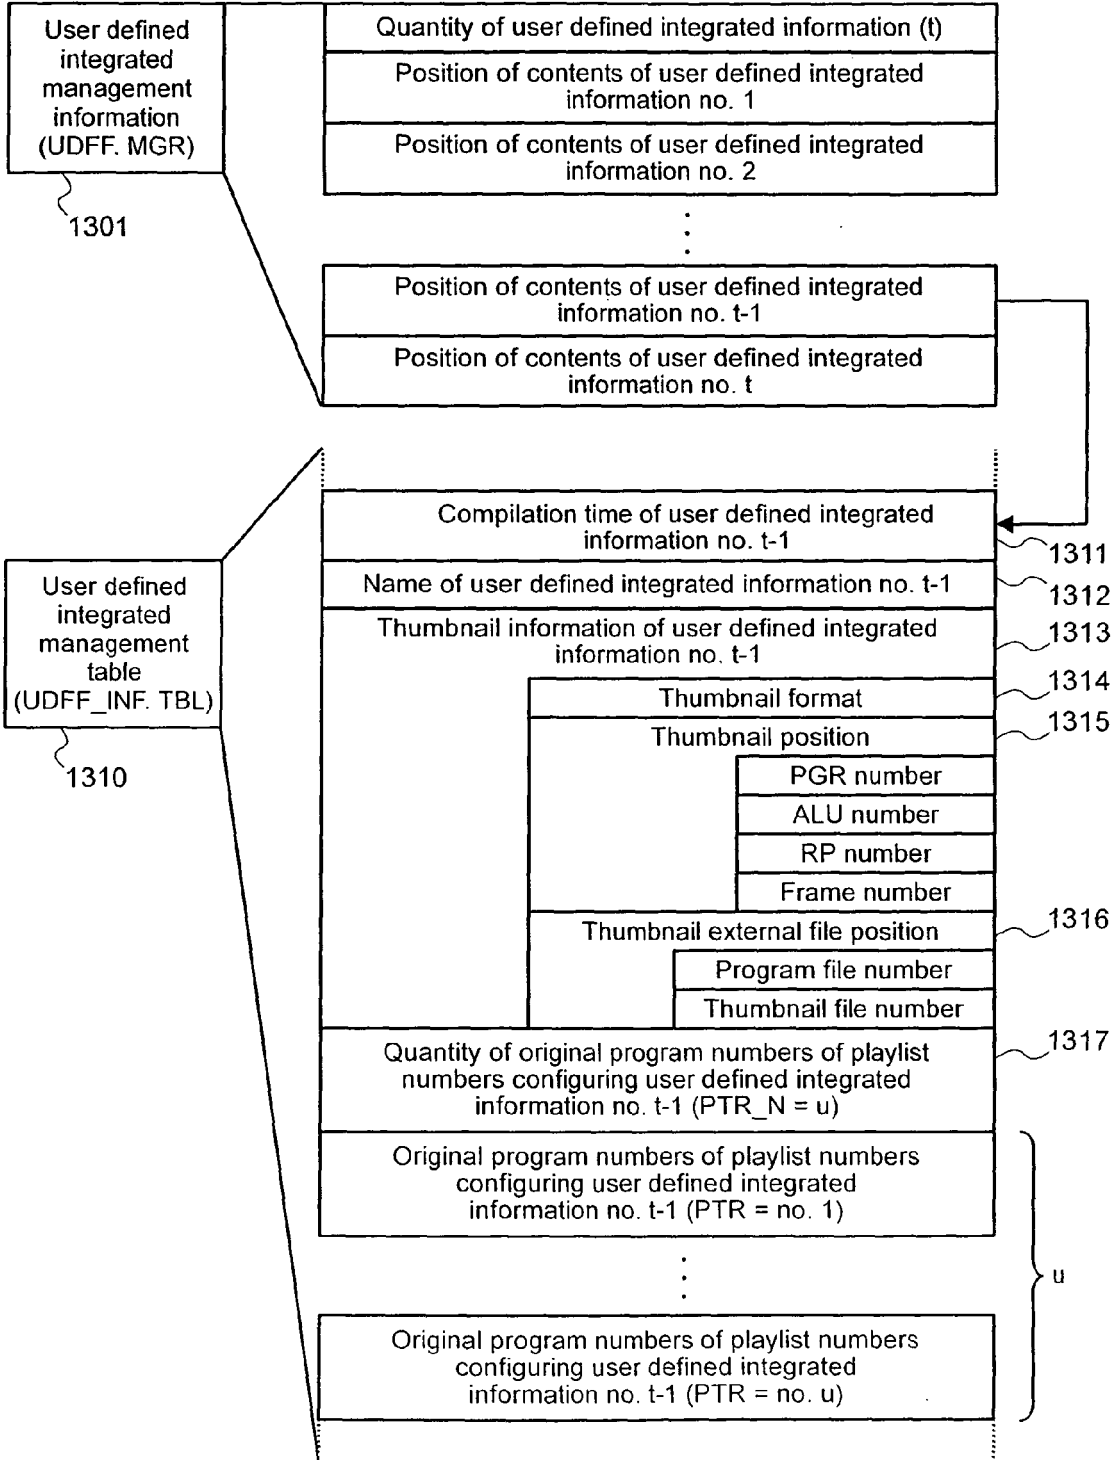 User defined
integrated
management
information
(UDFF. MGR)
1301
Quantity of user defined integrated information (t)
Position of contents of user defined integrated
information no. 1
Position of contents of user defined integrated
information no. 2
Position of contents of user defined integrated
information no. t-1
Position of contents of user defined integrated
information no. t
User defined
integrated
management
table
(UDFF_INF. TBL)
1310
Compilation time of user defined integrated
information no. t-1
1311
Name of user defined integrated information no. t-1
1312
Thumbnail information of user defined integrated
information no. t-1
1313
Thumbnail format
1314
Thumbnail position
1315
PGR number
ALU number
RP number
Frame number
Thumbnail external file position
1316
Program file number
Thumbnail file number
Quantity of original program numbers of playlist
numbers configuring user defined integrated
information no. t-1 (PTR_N = u)
1317
Original program numbers of playlist numbers
configuring user defined integrated
information no. t-1 (PTR = no. 1)
u
Original program numbers of playlist numbers
configuring user defined integrated
information no. t-1 (PTR = no. u)